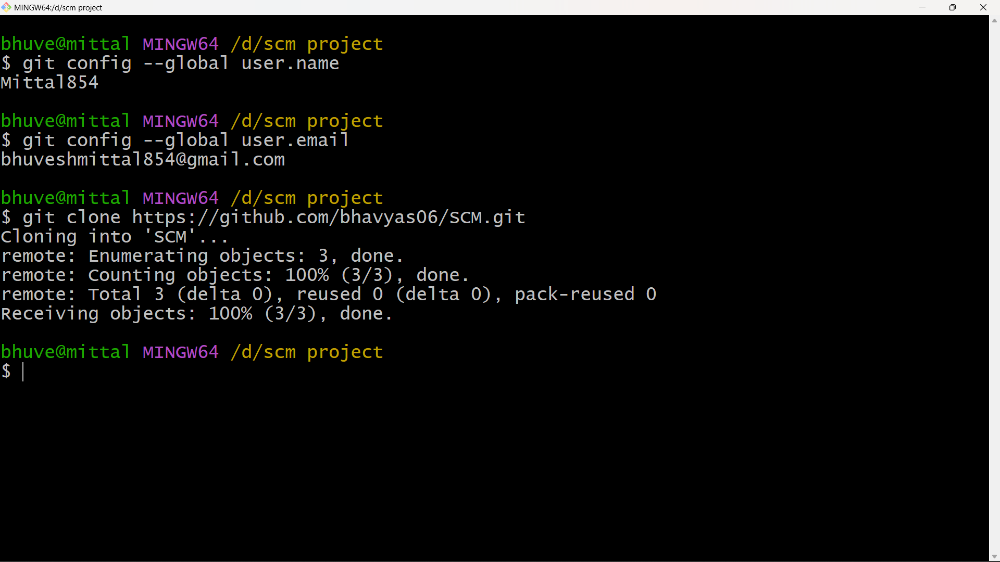 MINGW64:/d/scm project
bhuve@mittal MINGW64 /d/scm project
$ git config --global user.name
Mittal854
bhuve@mittal MINGW64 /d/scm project
$ git config --global user.email
bhuveshmittal854@gmail.com
bhuve@mittal MINGW64 /d/scm project
$ git clone https://github.com/bhavyas06/SCM.git
Cloning into 'SCM'...
remote: Enumerating objects: 3, done.
remote: Counting objects: 100% (3/3), done.
remote: Total 3 (delta 0), reused 0 (delta 0), pack-reused 0
Receiving objects: 100% (3/3), done.
bhuve@mittal MINGW64 /d/scm project
$